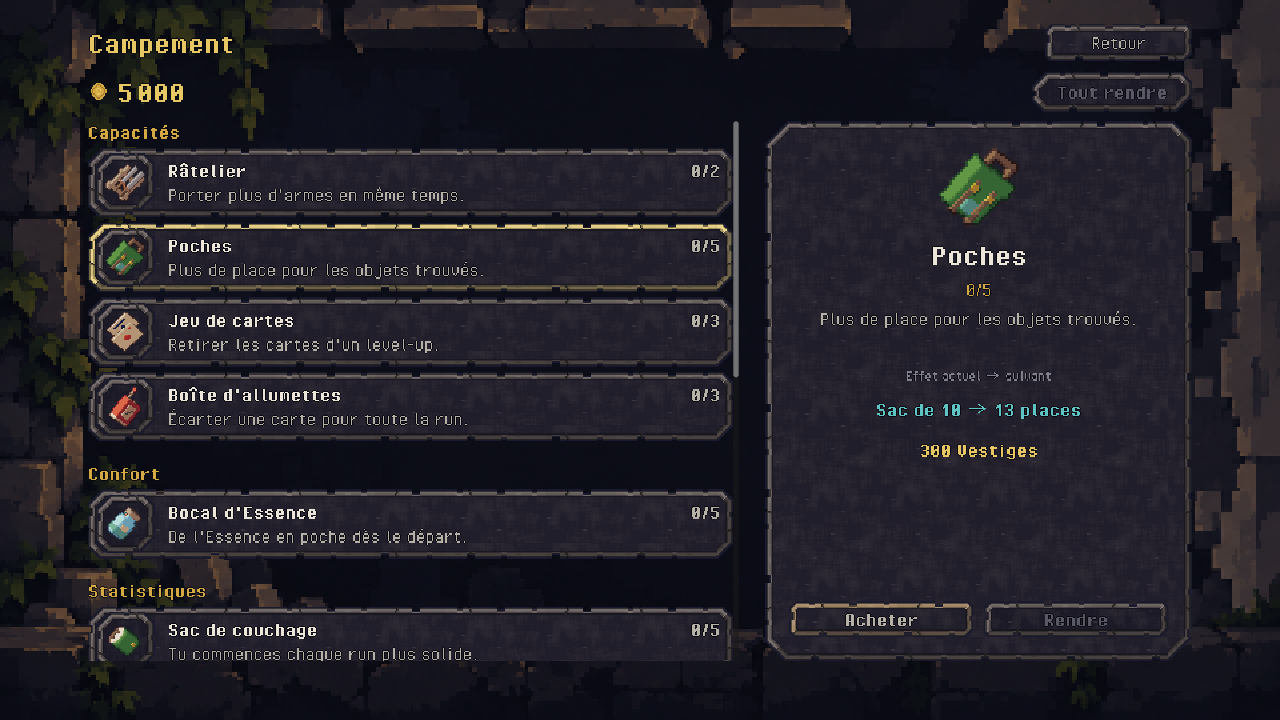 Campement
Retour
5 000
Tout rendre
Capacités
Râtelier
0/2
Porter plus d'armes en même temps.
Poches
0/5
Plus de place pour les objets trouvés.
Jeu de cartes
0/3
Retirer les cartes d'un level-up.
Boîte d'allumettes
0/3
Écarter une carte pour toute la run.
Confort
Bocal d'Essence
0/5
De l'Essence en poche dès le départ.
Statistiques
Sac de couchage
0/5
Tu commences chaque run plus solide.
Poches
0/5
Plus de place pour les objets trouvés.
Effet actuel → suivant
Sac de 10 → 13 places
300 Vestiges
Acheter
Rendre